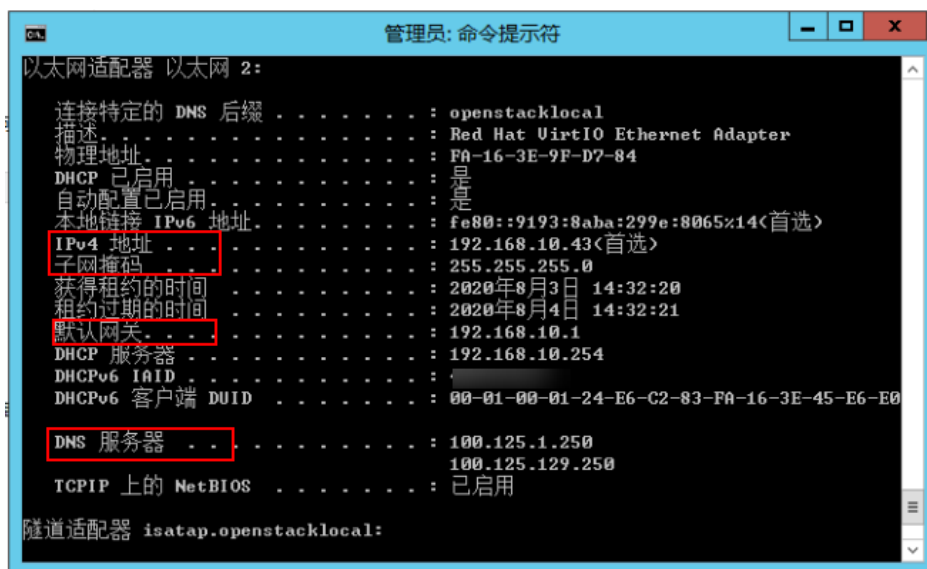 管理员: 命令提示符
以太网适配器 以太网 2:
连接特定的 DNS 后缀 . . . . . . . : openstacklocal
描述. . . . . . . . . . . . . . . : Red Hat VirtIO Ethernet Adapter
物理地址. . . . . . . . . . . . . : FA-16-3E-9F-D7-84
DHCP 已启用 . . . . . . . . . . . : 是
自动配置已启用. . . . . . . . . . : 是
本地链接 IPv6 地址. . . . . . . . : fe80::9193:8aba:299e:8065%14(首选)
IPv4 地址 . . . . . . . . . . . . : 192.168.10.43(首选)
子网掩码 . . . . . . . . . . . . : 255.255.255.0
获得租约的时间 . . . . . . . . . : 2020年8月3日 14:32:20
租约过期的时间 . . . . . . . . . : 2020年8月4日 14:32:21
默认网关. . . . . . . . . . . . . : 192.168.10.1
DHCP 服务器 . . . . . . . . . . . : 192.168.10.254
DHCPv6 IAID . . . . . . . . . . . :
DHCPv6 客户端 DUID . . . . . . . : 00-01-00-01-24-E6-C2-83-FA-16-3E-45-E6-E0
DNS 服务器 . . . . . . . . . . . : 100.125.1.250
100.125.129.250
TCPIP 上的 NetBIOS . . . . . . . : 已启用
隧道适配器 isatap.openstacklocal: